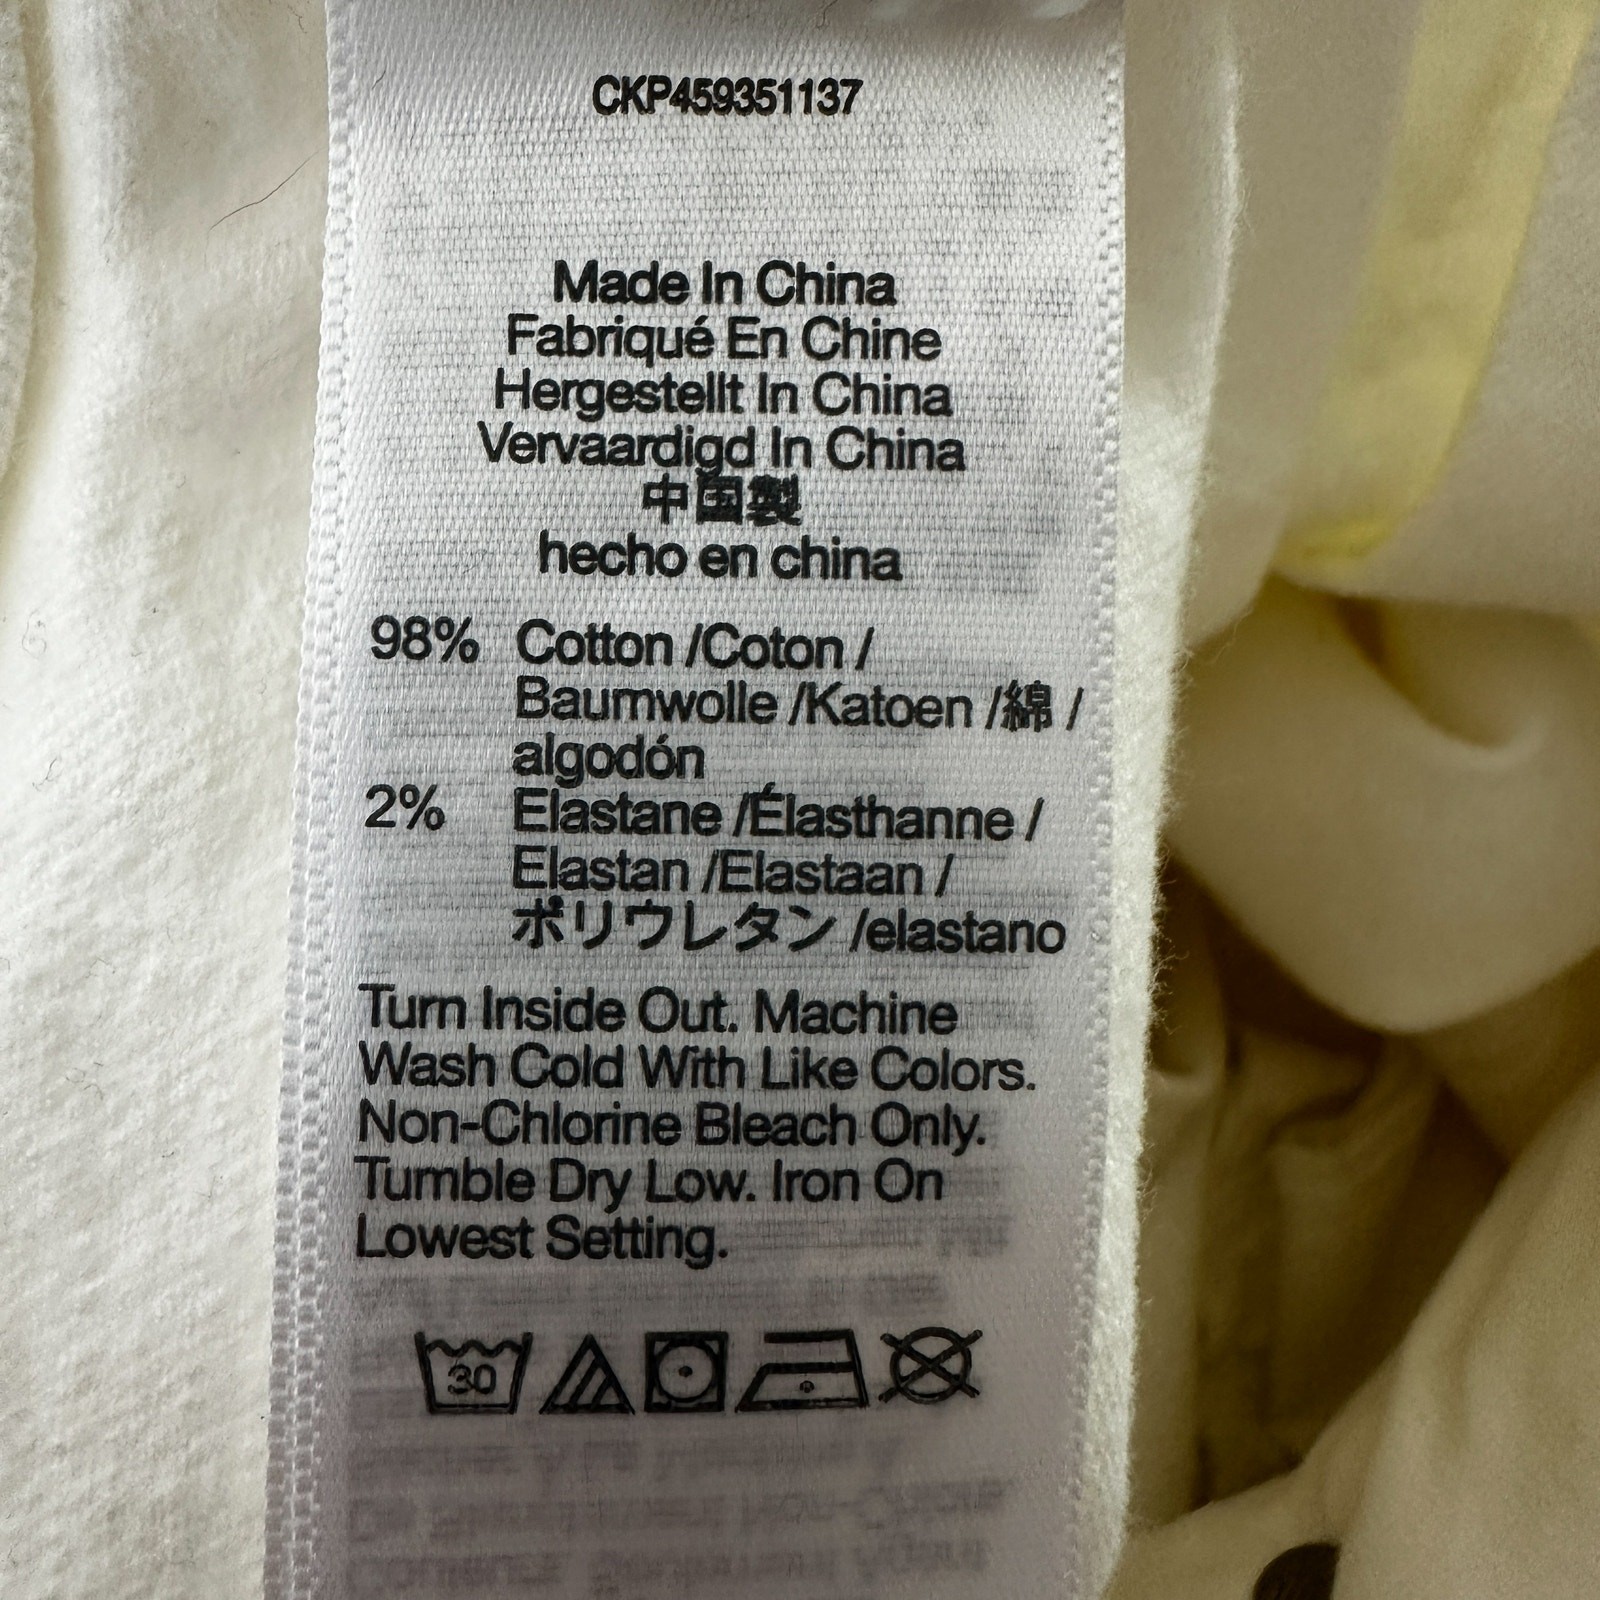 CKP459351137
Made In China
Fabriqué En Chine
Hergestellt In China
Vervaardigd In China
中国製
hecho en china
98% Cotton /Coton /
Baumwolle /Katoen /綿 /
algodón
2% Elastane /Élasthanne /
Elastan /Elastaan /
ポリウレタン /elastano
Turn Inside Out. Machine
Wash Cold With Like Colors.
Non-Chlorine Bleach Only.
Tumble Dry Low. Iron On
Lowest Setting.
30